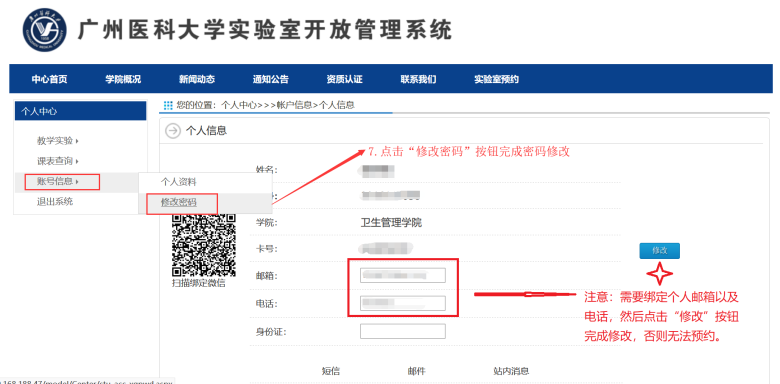 广州医科大学实验室开放管理系统
中心首页 学院概况 新闻动态 通知公告 资质认证 联系我们 实验室预约
个人中心
您的位置：个人中心>>>帐户信息>个人信息
个人信息
教学实验
7.点击“修改密码”按钮完成密码修改
课表查询
姓名：
账号信息
个人资料
退出系统
修改密码
学院： 卫生管理学院
卡号：
修改
邮箱：
扫描绑定微信
注意：需要绑定个人邮箱以及
电话，然后点击“修改”按钮
完成修改，否则无法预约。
电话：
身份证：
短信 邮件 站内消息